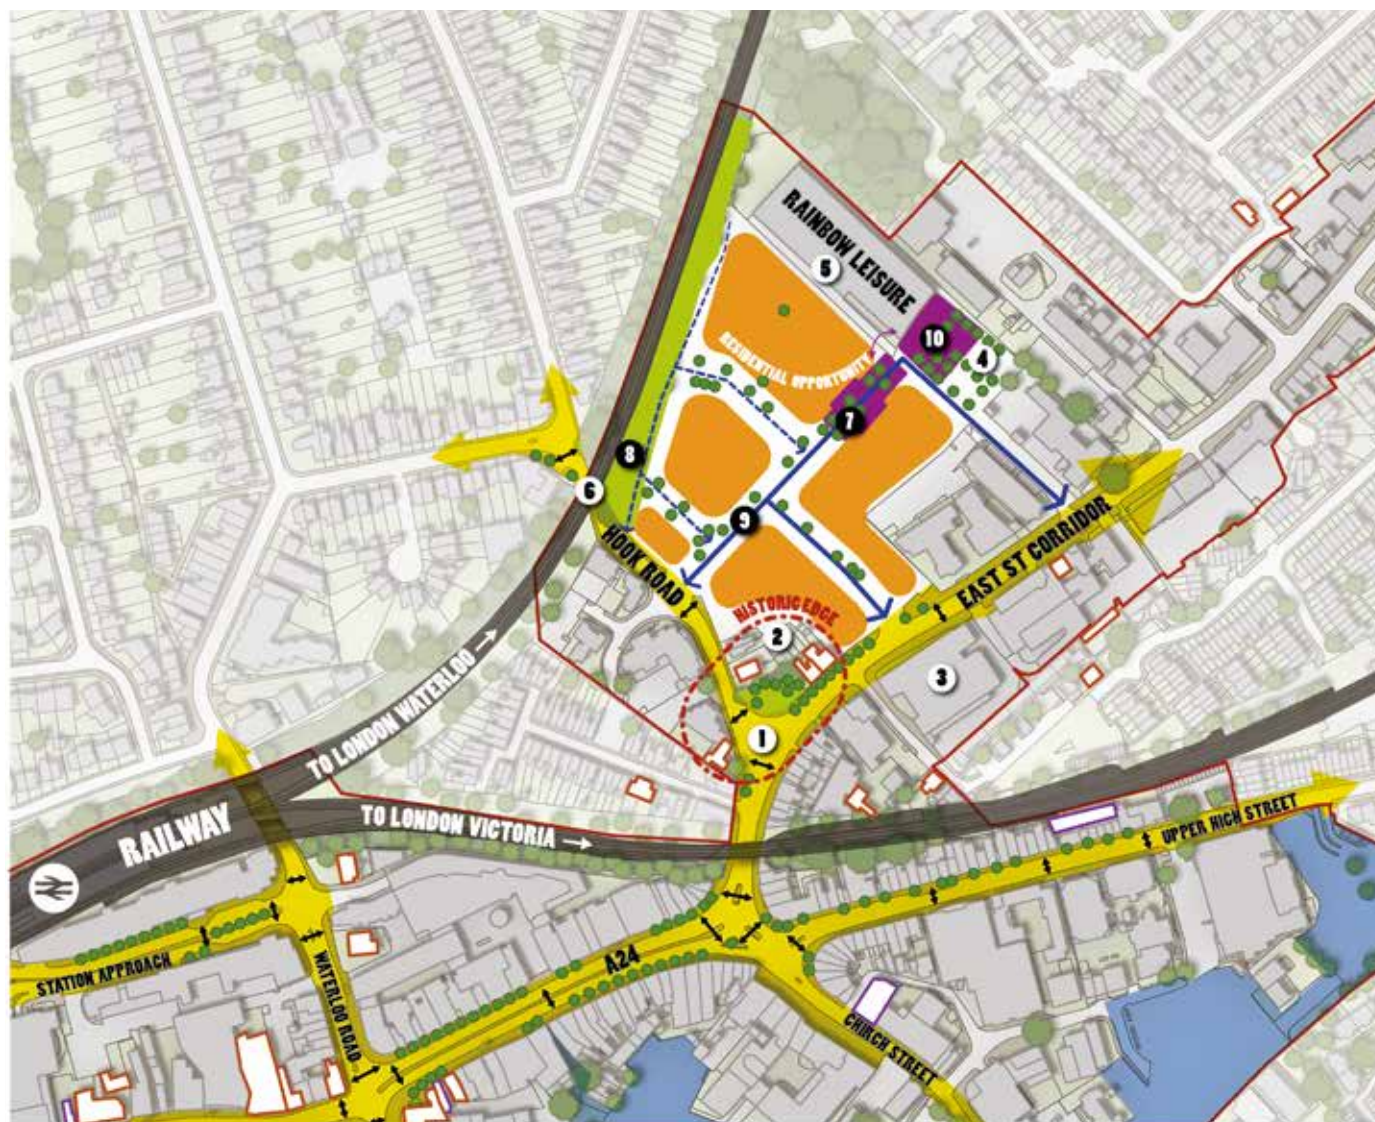 RAINBOW LEISURE
5
10
4
RESIDENTIAL OPPORTUNITY
7
8
6
9
HOOK ROAD
EAST ST CORRIDOR
HISTORIC EDGE
2
3
1
TO LONDON WATERLOO →
RAILWAY
TO LONDON VICTORIA →
UPPER HIGH STREET
STATION APPROACH
WATERLOO ROAD
A24
CHIRCH STREET